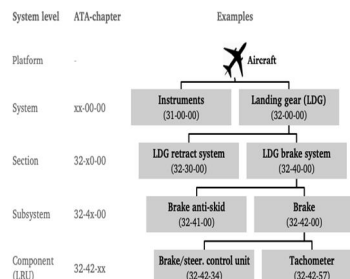 System level ATA-chapter Examples
Platform - Aircraft
Instruments Landing gear (LDG)
System xx-00-00 (31-00-00) (32-00-00)
LDG retract system LDG brake system
Section 32-x0-00 (32-30-00) (32-40-00)
Brake anti-skid Brake
Subsystem 32-4x-00 (32-41-00) (32-42-00)
Component Brake/steer. control unit Tachometer
(LRU) 32-42-xx (32-42-34) (32-42-57)